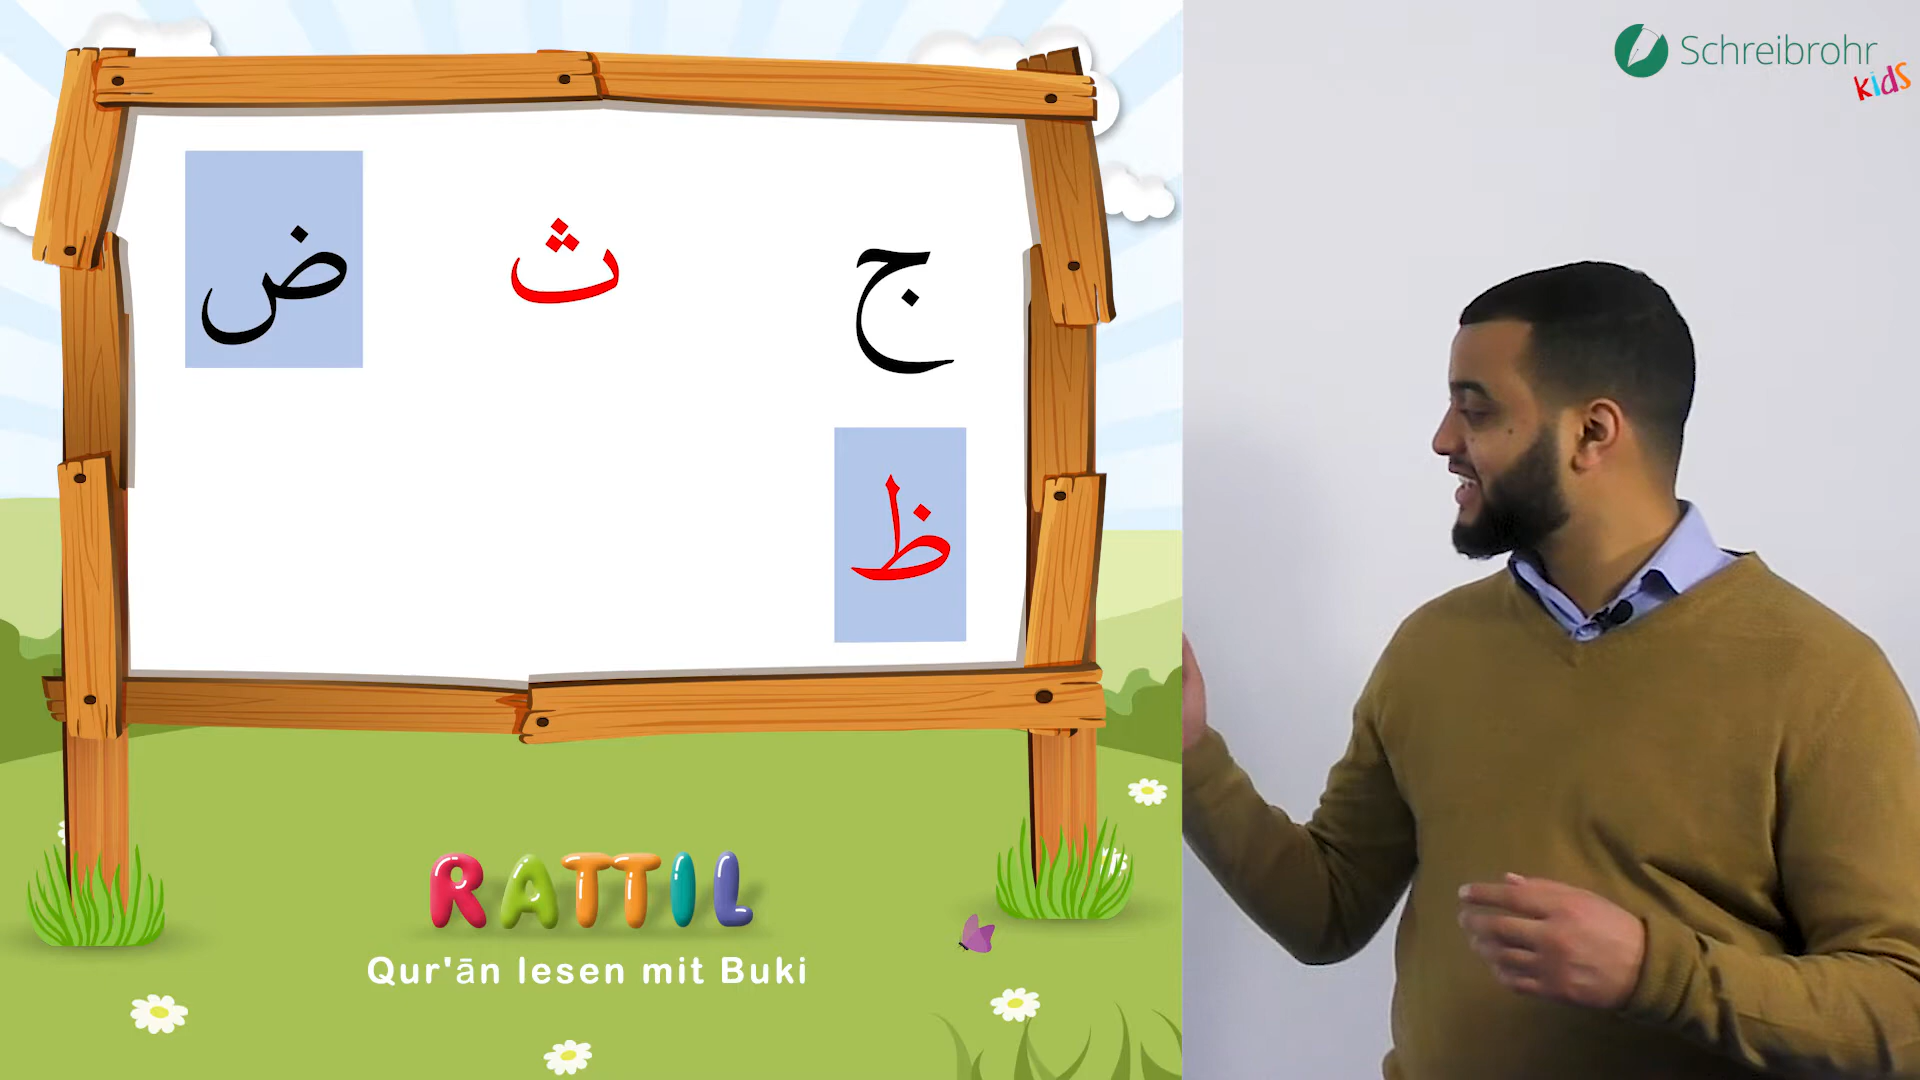 Schreibrohr
kids
ج ث ض
ظ
RATTIL
Qur'ān lesen mit Buki